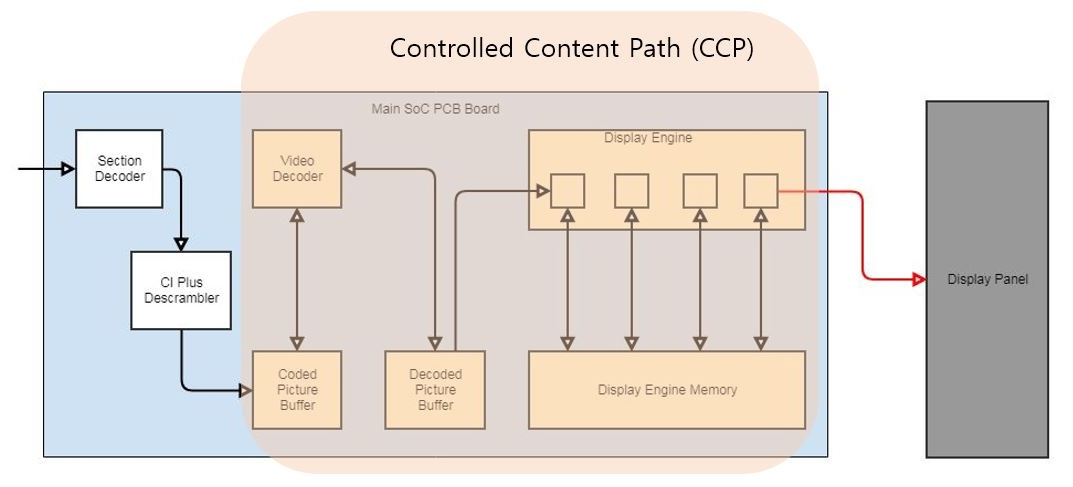 Controlled Content Path (CCP)
Main SoC PCB Board
Section
Decoder
Video
Decoder
Display Engine
CI Plus
Descrambler
Display Panel
Coded
Picture
Buffer
Decoded
Picture
Buffer
Display Engine Memory